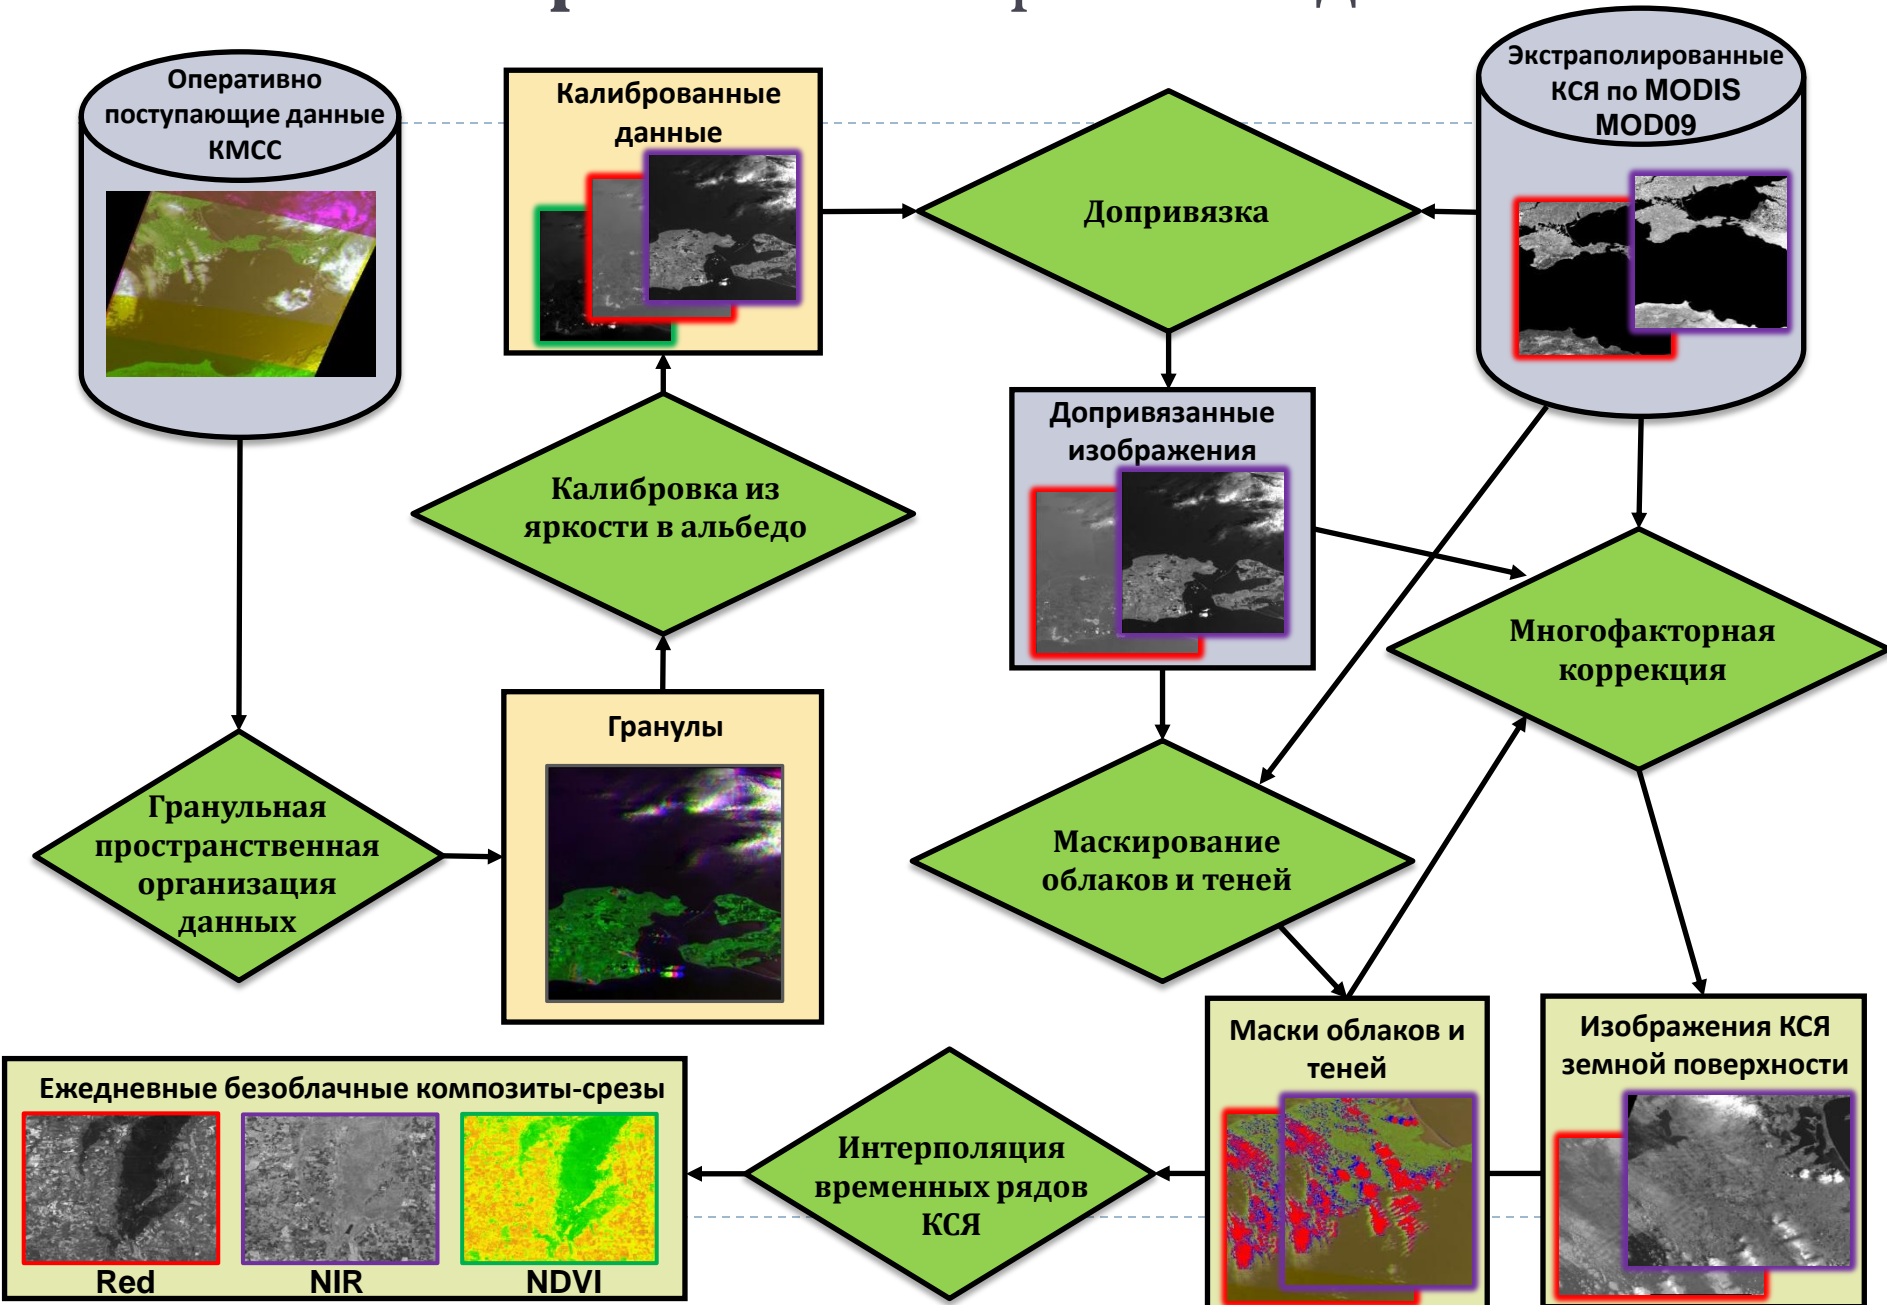 Оперативно
поступающие данные
КМСС
Калиброванные
данные
Допривязка
Экстраполированные
КСЯ по MODIS
MOD09
Калибровка из
яркости в альбедо
Допривязанные
изображения
Многофакторная
коррекция
Гранулы
Гранульная
пространственная
организация
данных
Маскирование
облаков и теней
Маски облаков и
теней
Изображения КСЯ
земной поверхности
Интерполяция
временных рядов
КСЯ
Ежедневные безоблачные композиты-срезы
Red NIR NDVI